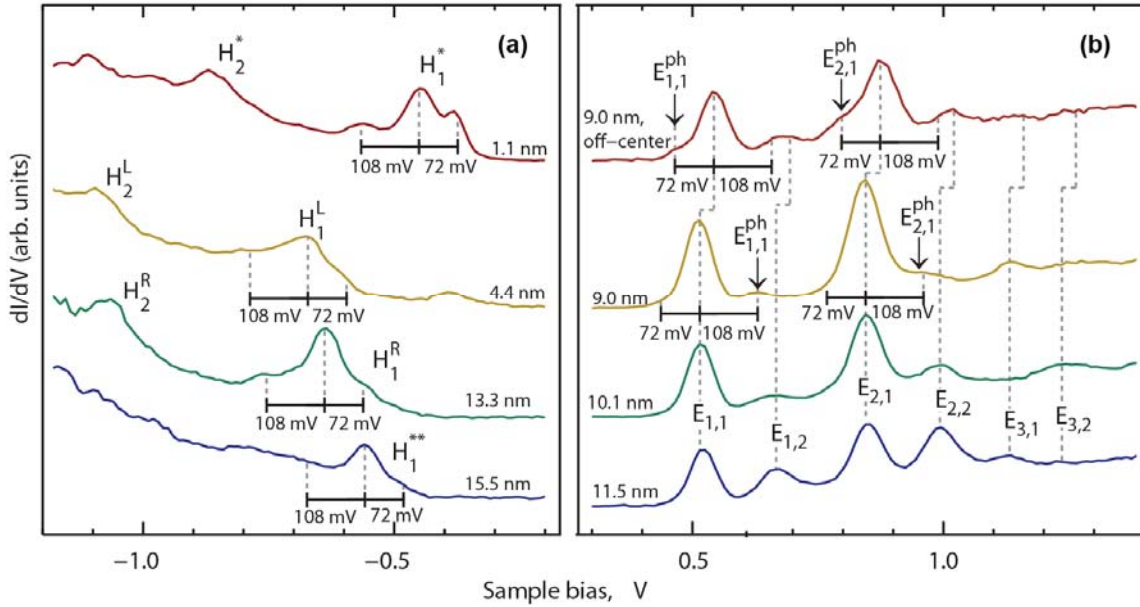 (a)
H₂*
H₁*
108 mV
72 mV
1.1 nm
H₂ᴸ
H₁ᴸ
108 mV
72 mV
4.4 nm
H₂ᴿ
H₁ᴿ
108 mV
72 mV
13.3 nm
H₁**
108 mV
72 mV
15.5 nm
dI/dV (arb. units)
−1.0
−0.5
(b)
E₁,₁ᵖʰ
E₂,₁ᵖʰ
9.0 nm,
off−center
72 mV
108 mV
72 mV
108 mV
E₁,₁ᵖʰ
E₂,₁ᵖʰ
9.0 nm
72 mV
108 mV
72 mV
108 mV
10.1 nm
E₁,₁
E₁,₂
E₂,₁
E₂,₂
E₃,₁
E₃,₂
11.5 nm
0.5
1.0
Sample bias, V